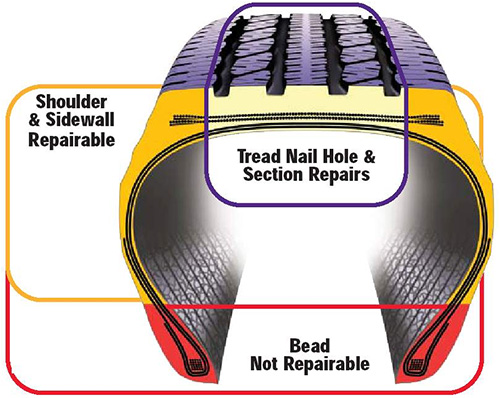 Shoulder
& Sidewall
Repairable
Tread Nail Hole &
Section Repairs
Bead
Not Repairable